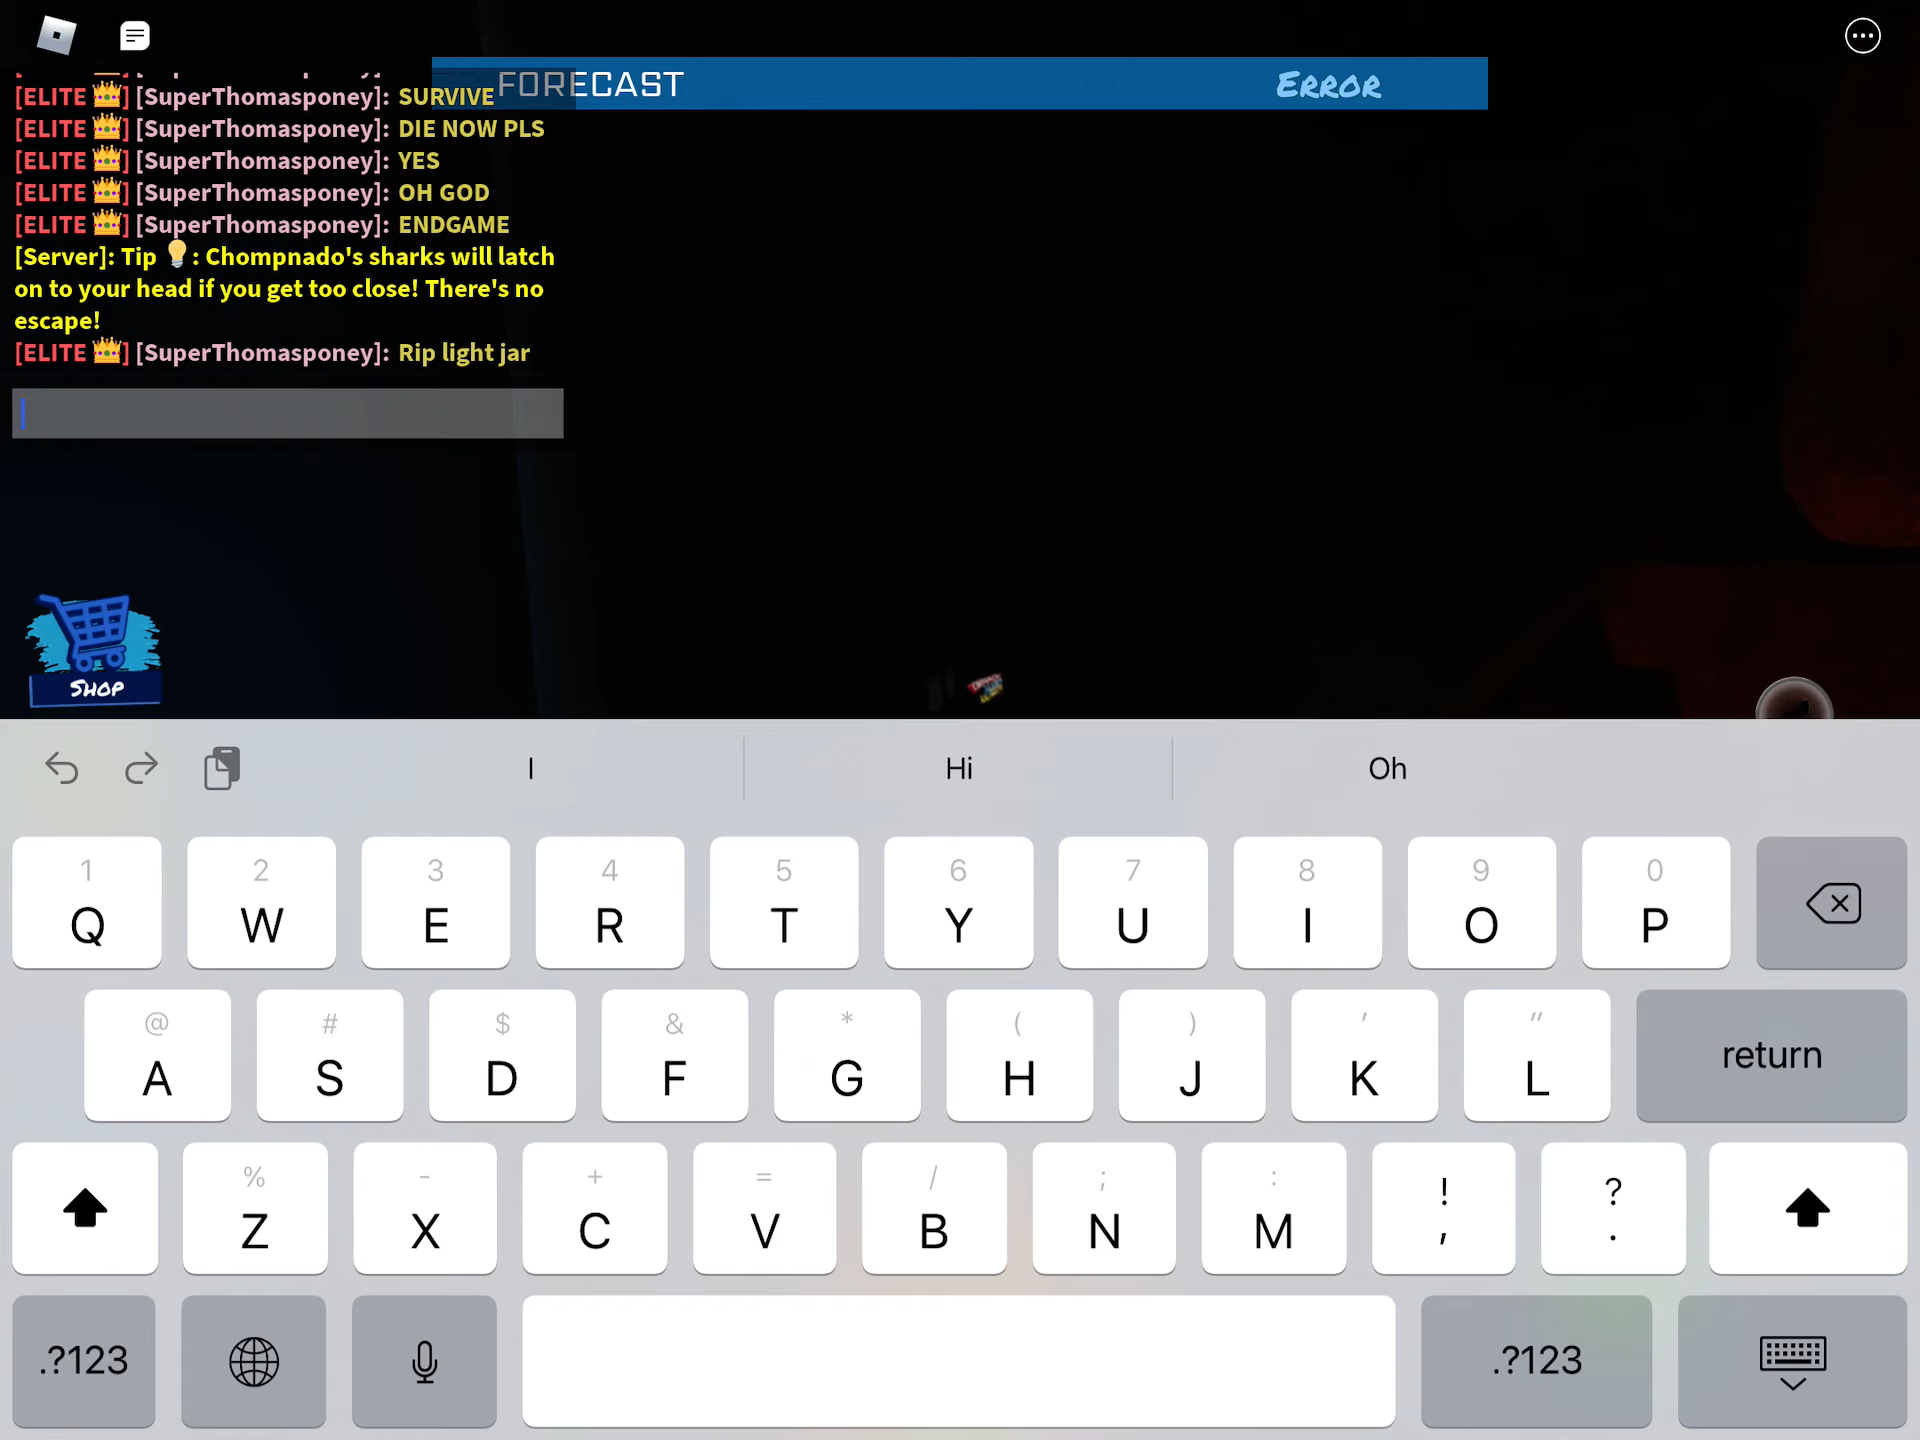 FORECAST Error
[ELITE 👑] [SuperThomasponey]: SURVIVE
[ELITE 👑] [SuperThomasponey]: DIE NOW PLS
[ELITE 👑] [SuperThomasponey]: YES
[ELITE 👑] [SuperThomasponey]: OH GOD
[ELITE 👑] [SuperThomasponey]: ENDGAME
[Server]: Tip 💡: Chompnado's sharks will latch
on to your head if you get too close! There's no
escape!
[ELITE 👑] [SuperThomasponey]: Rip light jar
Shop
I Hi Oh
1 2 3 4 5 6 7 8 9 0
Q W E R T Y U I O P
@ # $ & * ( ) ' "
A S D F G H J K L return
% - + = / ; : ! ?
Z X C V B N M , .
.?123 .?123